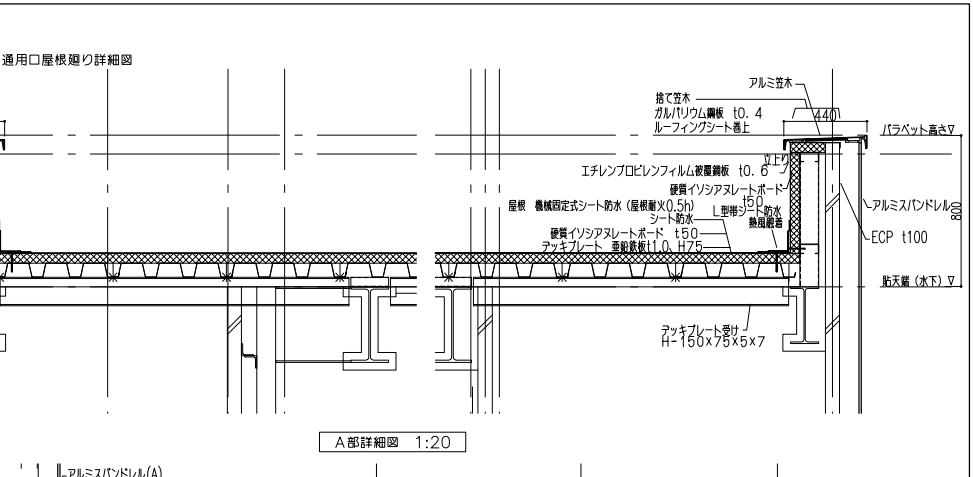 通用口屋根廻り詳細図
アルミ笠木
捨て笠木
ガルバリウム鋼板 t0.4
ルーフィングシート巻上
440
パラペット高さ▽
立上り
エチレンプロピレンフィルム被覆鋼板 t0.6
硬質イソシアヌレートボード
t50
屋根 機械固定式シート防水(屋根耐火0.5h)
L型帯シート防水
シート防水
熱風融着
硬質イソシアヌレートボード t50
デッキプレート 亜鉛鉄板t1.0, H75
アルミスパンドレル
800
ECP t100
貼天端(水下)▽
デッキプレート受け
H-150×75×5×7
A部詳細図 1:20
アルミスパンドレル(A)